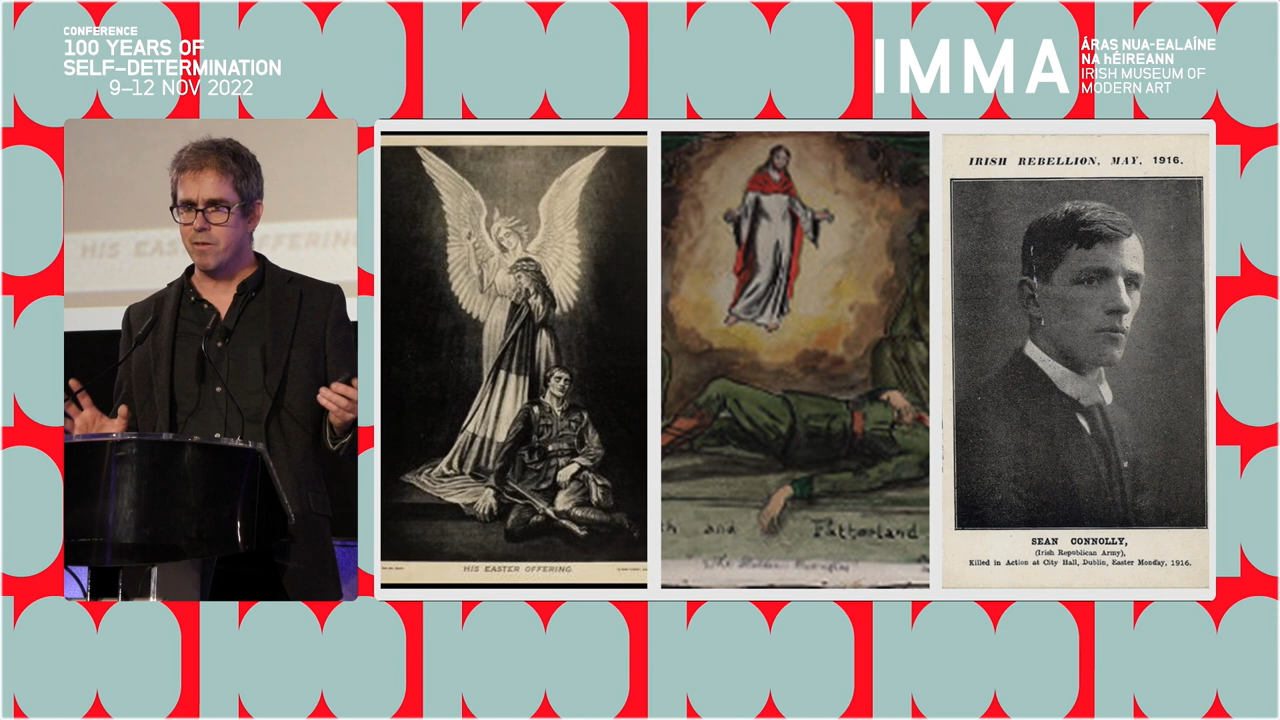 CONFERENCE
100 YEARS OF
SELF–DETERMINATION
9–12 NOV 2022
IMMA
ÁRAS NUA-EALAÍNE
NA hÉIREANN
IRISH MUSEUM OF
MODERN ART
HIS EASTER OFFERING
HIS EASTER OFFERING.
th and Fatherland
The
IRISH REBELLION, MAY, 1916.
SEAN CONNOLLY,
(Irish Republican Army),
Killed in Action at City Hall, Dublin, Easter Monday, 1916.